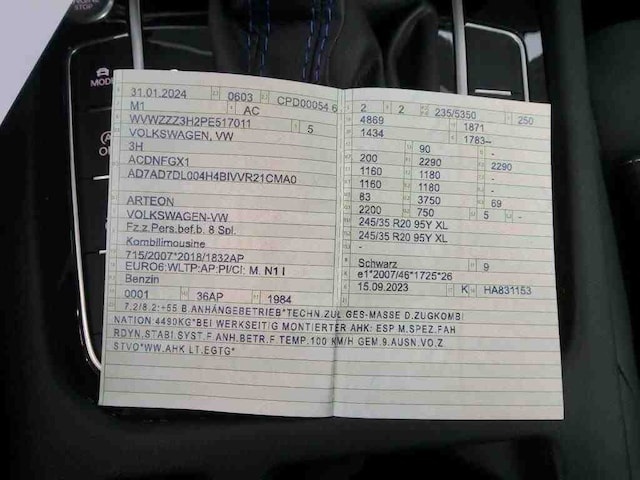 MODE
31.01.2024 0603 CPD00054 6
M1 AC
WVWZZZ3H2PE517011 5
VOLKSWAGEN, VW
3H
ACDNFGX1
AD7AD7DL004H4BIVVR21CMA0
ARTEON
VOLKSWAGEN-VW
Fz.z.Pers.bef.b. 8 Spl.
Kombilimousine
715/2007*2018/1832AP
EURO6:WLTP:AP:PI/CI: M. N1 I
Benzin
0001 36AP 1984
2 2 235/5350 250
4869 1871
1434 1783--
- 90 -
200 2290 2290
1160 1180 -
1160 1180 -
83 3750 69
2200 750 5 -
245/35 R20 95Y XL
245/35 R20 95Y XL
-
Schwarz 9
e1*2007/46*1725*26
15.09.2023 K HA831153
7.2/8.2:+55 B.ANHÄNGEBETRIEB*TECHN.ZUL GES-MASSE D.ZUGKOMBI
NATION:4490KG*BEI WERKSEITIG MONTIERTER AHK: ESP M.SPEZ.FAH
RDYN.STABI.SYST.F.ANH.BETR.F.TEMP.100 KM/H GEM.9.AUSN.VO.Z
STVO*WW.AHK LT.EGTG*